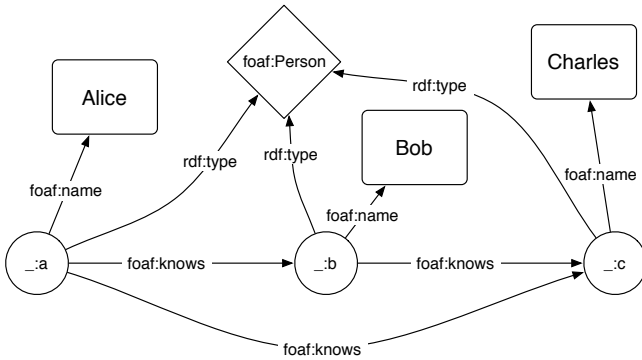 foaf:Person
Charles
Alice
rdf:type
Bob
rdf:type
rdf:type
foaf:name
foaf:name
foaf:name
_:a
foaf:knows
_:b
foaf:knows
_:c
foaf:knows